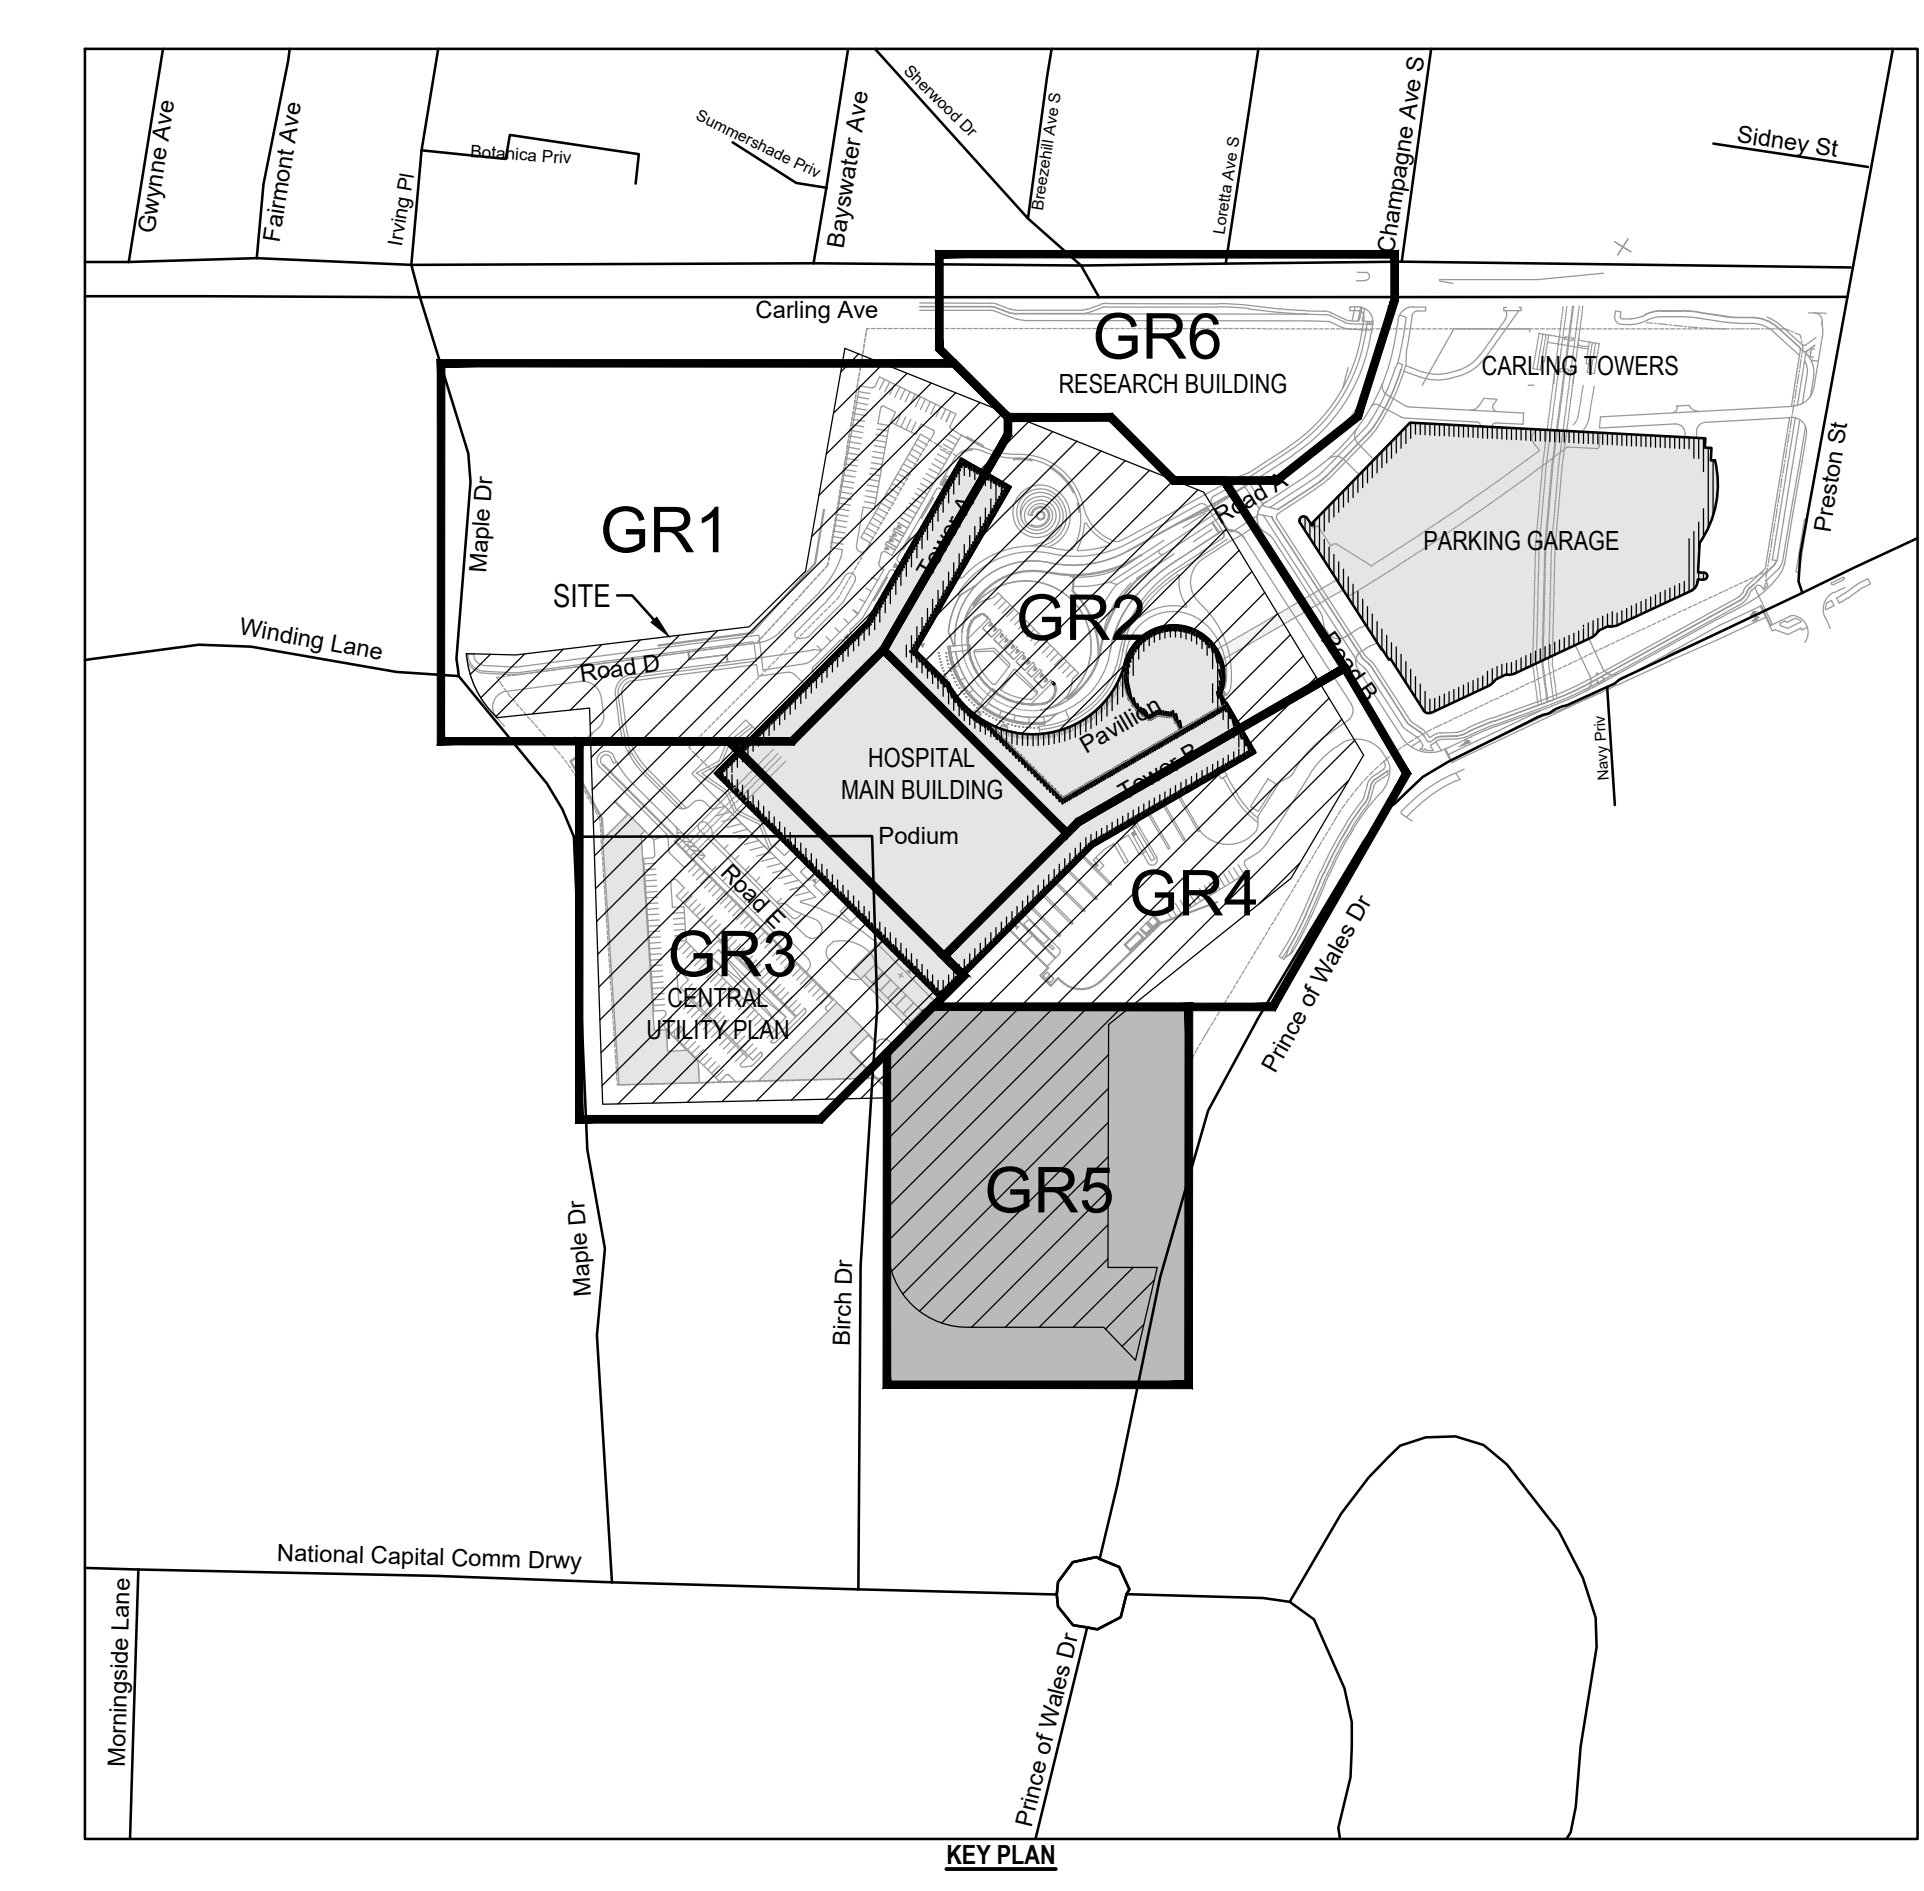 Gwynne Ave
Fairmont Ave
Irving Pl
Botanica Priv
Summershade Priv
Bayswater Ave
Sherwood Dr
Breezehill Ave S
Loretta Ave S
Champagne Ave S
Sidney St
Carling Ave
GR6
RESEARCH BUILDING
CARLING TOWERS
Preston St
Maple Dr
GR1
SITE
Tower A
Road A
PARKING GARAGE
GR2
Winding Lane
Road D
Road B
Pavillion
Tower B
Navy Priv
HOSPITAL
MAIN BUILDING
Podium
Road E
GR3
CENTRAL
UTILITY PLAN
GR4
Prince of Wales Dr
GR5
Maple Dr
Birch Dr
National Capital Comm Drwy
Morningside Lane
Prince of Wales Dr
KEY PLAN